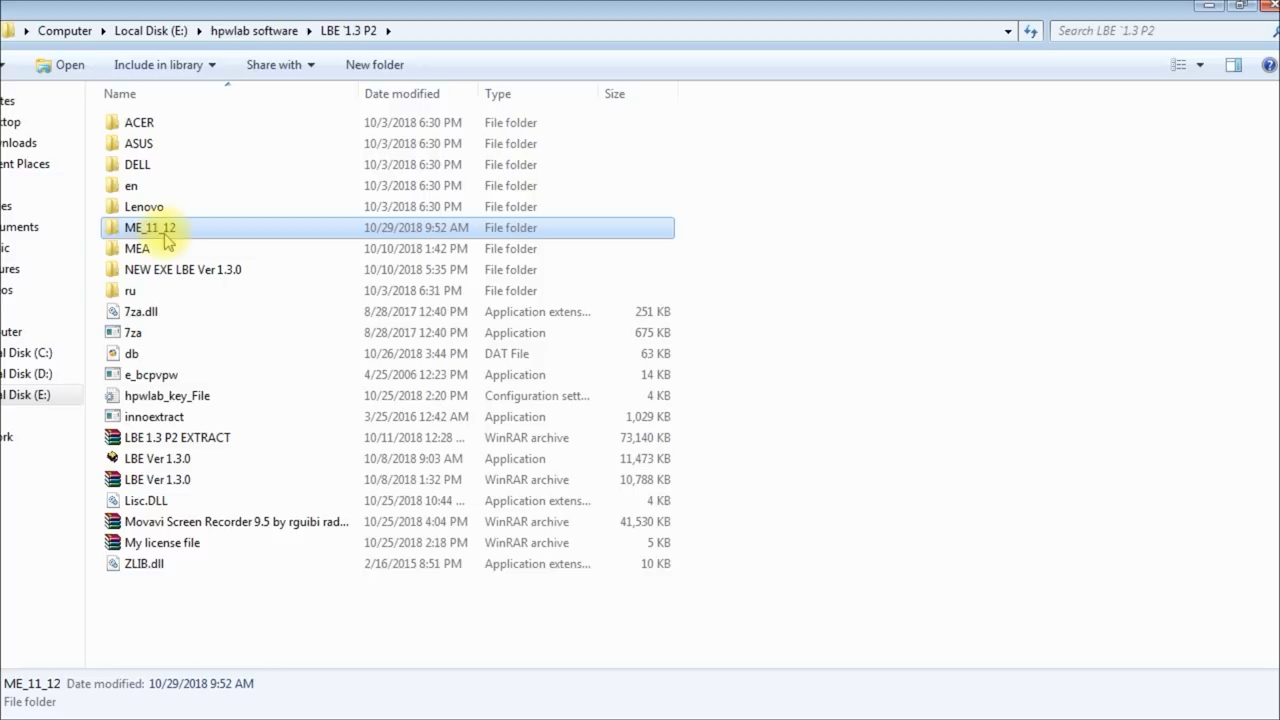 Computer Local Disk (E:) hpwlab software LBE `1.3 P2 Search LBE `1.3 P2
Open Include in library Share with New folder
Name Date modified Type Size
tes
ktop
wnloads
ent Places
es
uments
ic
ures
os
uter
al Disk (C:)
al Disk (D:)
al Disk (E:)
ork
ACER 10/3/2018 6:30 PM File folder
ASUS 10/3/2018 6:30 PM File folder
DELL 10/3/2018 6:30 PM File folder
en 10/3/2018 6:30 PM File folder
Lenovo 10/3/2018 6:30 PM File folder
ME_11_12 10/29/2018 9:52 AM File folder
MEA 10/10/2018 1:42 PM File folder
NEW EXE LBE Ver 1.3.0 10/10/2018 5:35 PM File folder
ru 10/3/2018 6:31 PM File folder
7za.dll 8/28/2017 12:40 PM Application extens... 251 KB
7za 8/28/2017 12:40 PM Application 675 KB
db 10/26/2018 3:44 PM DAT File 63 KB
e_bcpvpw 4/25/2006 12:23 PM Application 14 KB
hpwlab_key_File 10/25/2018 2:20 PM Configuration sett... 4 KB
innoextract 3/25/2016 12:42 AM Application 1,029 KB
LBE 1.3 P2 EXTRACT 10/11/2018 12:28 ... WinRAR archive 73,140 KB
LBE Ver 1.3.0 10/8/2018 9:03 AM Application 11,473 KB
LBE Ver 1.3.0 10/8/2018 1:32 PM WinRAR archive 10,788 KB
Lisc.DLL 10/25/2018 10:44 ... Application extens... 4 KB
Movavi Screen Recorder 9.5 by rguibi rad... 10/25/2018 4:04 PM WinRAR archive 41,530 KB
My license file 10/25/2018 2:18 PM WinRAR archive 5 KB
ZLIB.dll 2/16/2015 8:51 PM Application extens... 10 KB
ME_11_12 Date modified: 10/29/2018 9:52 AM
File folder